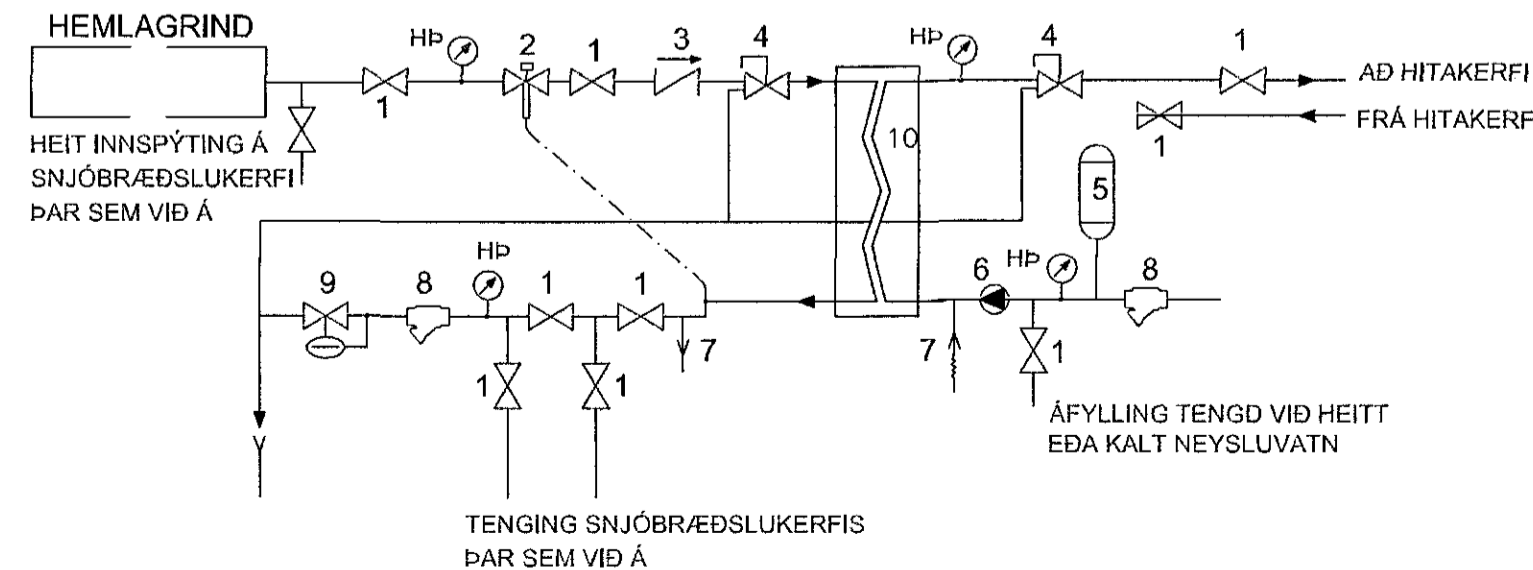 HEMLAGRIND
HÞ
2
1
3
4
HÞ
4
1
1
AÐ HITAKERFI
FRÁ HITAKERF
1
10
HEIT INNSPÝTING Á
SNJÓBRÆÐSLUKERFI
ÞAR SEM VIÐ Á
5
9
8
HÞ
1
1
6
HÞ
8
7
7
1
1
1
ÁFYLLING TENGD VIÐ HEITT
EÐA KALT NEYSLUVATN
TENGING SNJÓBRÆÐSLUKERFIS
ÞAR SEM VIÐ Á